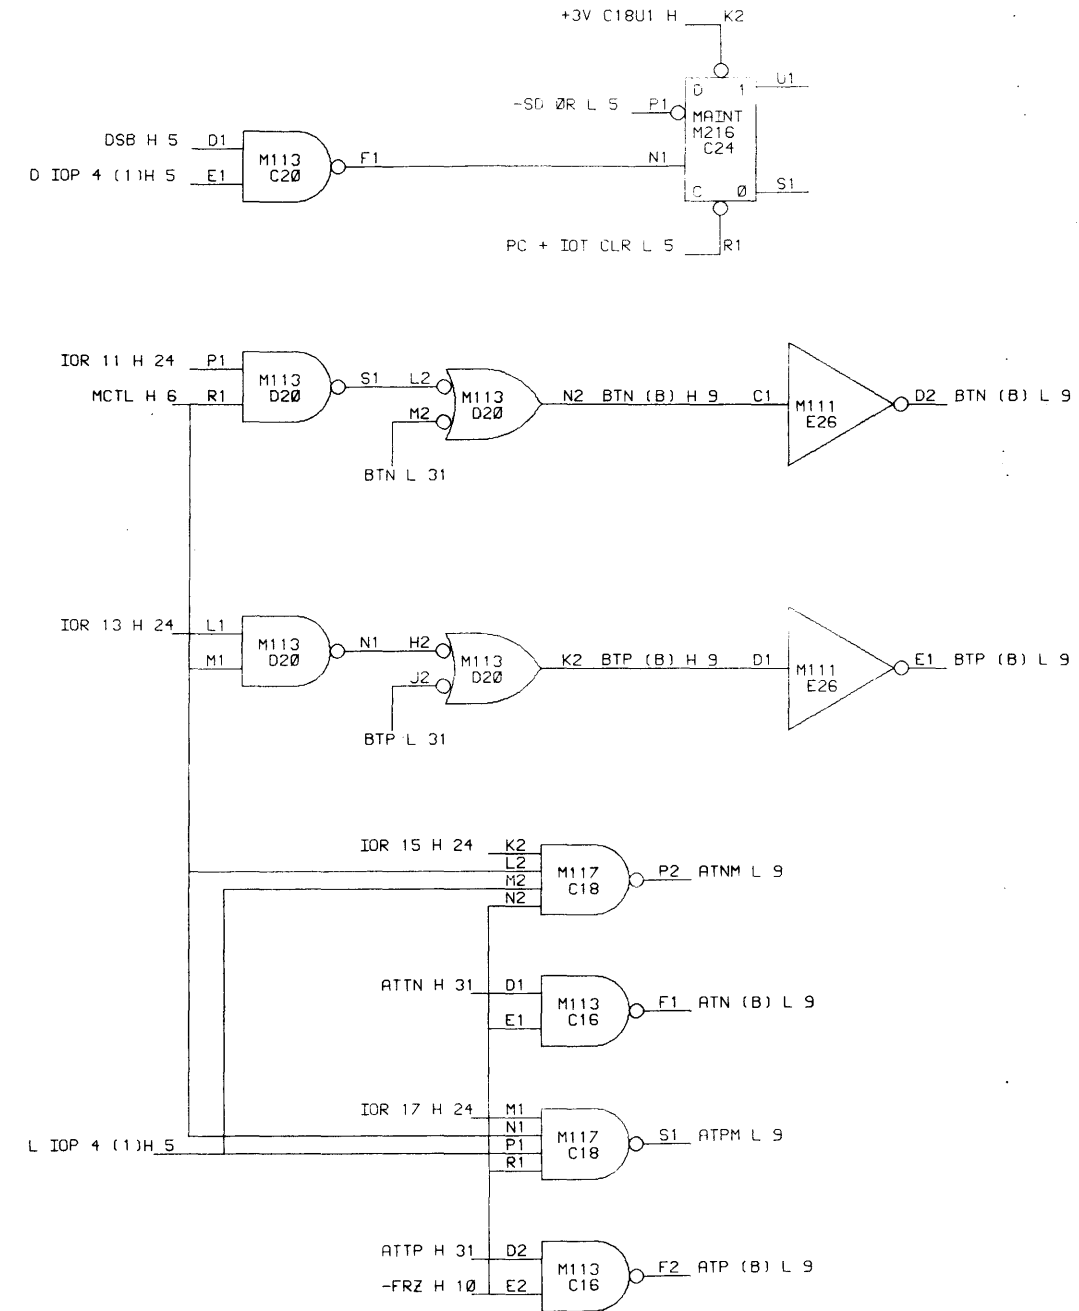 +3V C18U1 H K2
D 1 U1
-SD ØR L 5 P1
MAINT
M216
C24
DSB H 5 D1
D IOP 4 (1)H 5 E1
M113
C20
F1
N1
C Ø S1
PC + IOT CLR L 5 R1
IOR 11 H 24 P1
MCTL H 6 R1
M113
D2Ø
S1 L2
M2
M113
D2Ø
N2 BTN (B) H 9 C1
M111
E26
D2 BTN (B) L 9
BTN L 31
IOR 13 H 24 L1
M1
M113
D2Ø
N1 H2
J2
M113
D2Ø
K2 BTP (B) H 9 D1
M111
E26
E1 BTP (B) L 9
BTP L 31
IOR 15 H 24 K2
L2
M2
N2
M117
C18
P2 ATNM L 9
ATTN H 31 D1
E1
M113
C16
F1 ATN (B) L 9
IOR 17 H 24 M1
N1
L IOP 4 (1)H 5 P1
R1
M117
C18
S1 ATPM L 9
ATTP H 31 D2
-FRZ H 1Ø E2
M113
C16
F2 ATP (B) L 9